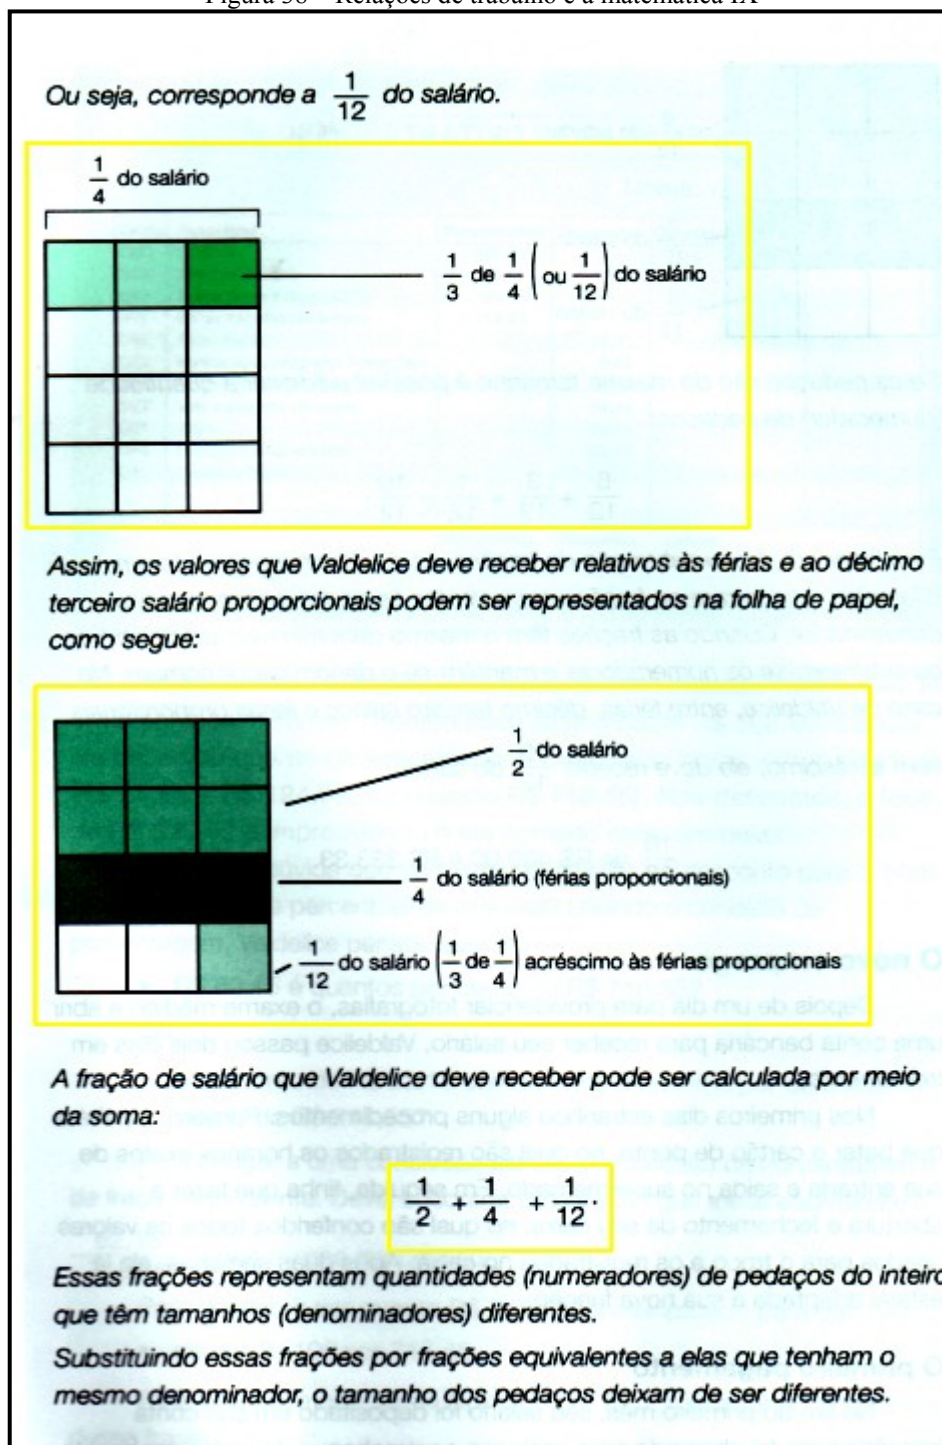 Figura 38 – Relações de trabalho e a matemática IX
Ou seja, corresponde a 1/12 do salário.
1/4 do salário
1/3 de 1/4 (ou 1/12) do salário
Assim, os valores que Valdelice deve receber relativos às férias e ao décimo
terceiro salário proporcionais podem ser representados na folha de papel,
como segue:
1/2 do salário
1/4 do salário (férias proporcionais)
1/12 do salário (1/3 de 1/4) acréscimo às férias proporcionais
A fração de salário que Valdelice deve receber pode ser calculada por meio
da soma:
1/2 + 1/4 + 1/12.
Essas frações representam quantidades (numeradores) de pedaços do inteiro
que têm tamanhos (denominadores) diferentes.
Substituindo essas frações por frações equivalentes a elas que tenham o
mesmo denominador, o tamanho dos pedaços deixam de ser diferentes.